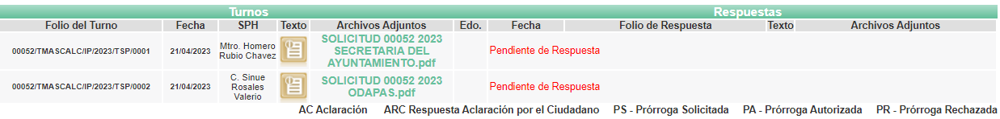 Turnos Respuestas
Folio del Turno Fecha SPH Texto Archivos Adjuntos Edo. Fecha Folio de Respuesta Texto Archivos Adjuntos
00052/TMASCALC/IP/2023/TSP/0001 21/04/2023 Mtro. Homero
Rubio Chavez
SOLICITUD 00052 2023
SECRETARIA DEL
AYUNTAMIENTO.pdf
Pendiente de Respuesta
00052/TMASCALC/IP/2023/TSP/0002 21/04/2023 C. Sinue
Rosales
Valerio
SOLICITUD 00052 2023
ODAPAS.pdf
Pendiente de Respuesta
AC Aclaración ARC Respuesta Aclaración por el Ciudadano PS - Prórroga Solicitada PA - Prórroga Autorizada PR - Prórroga Rechazada